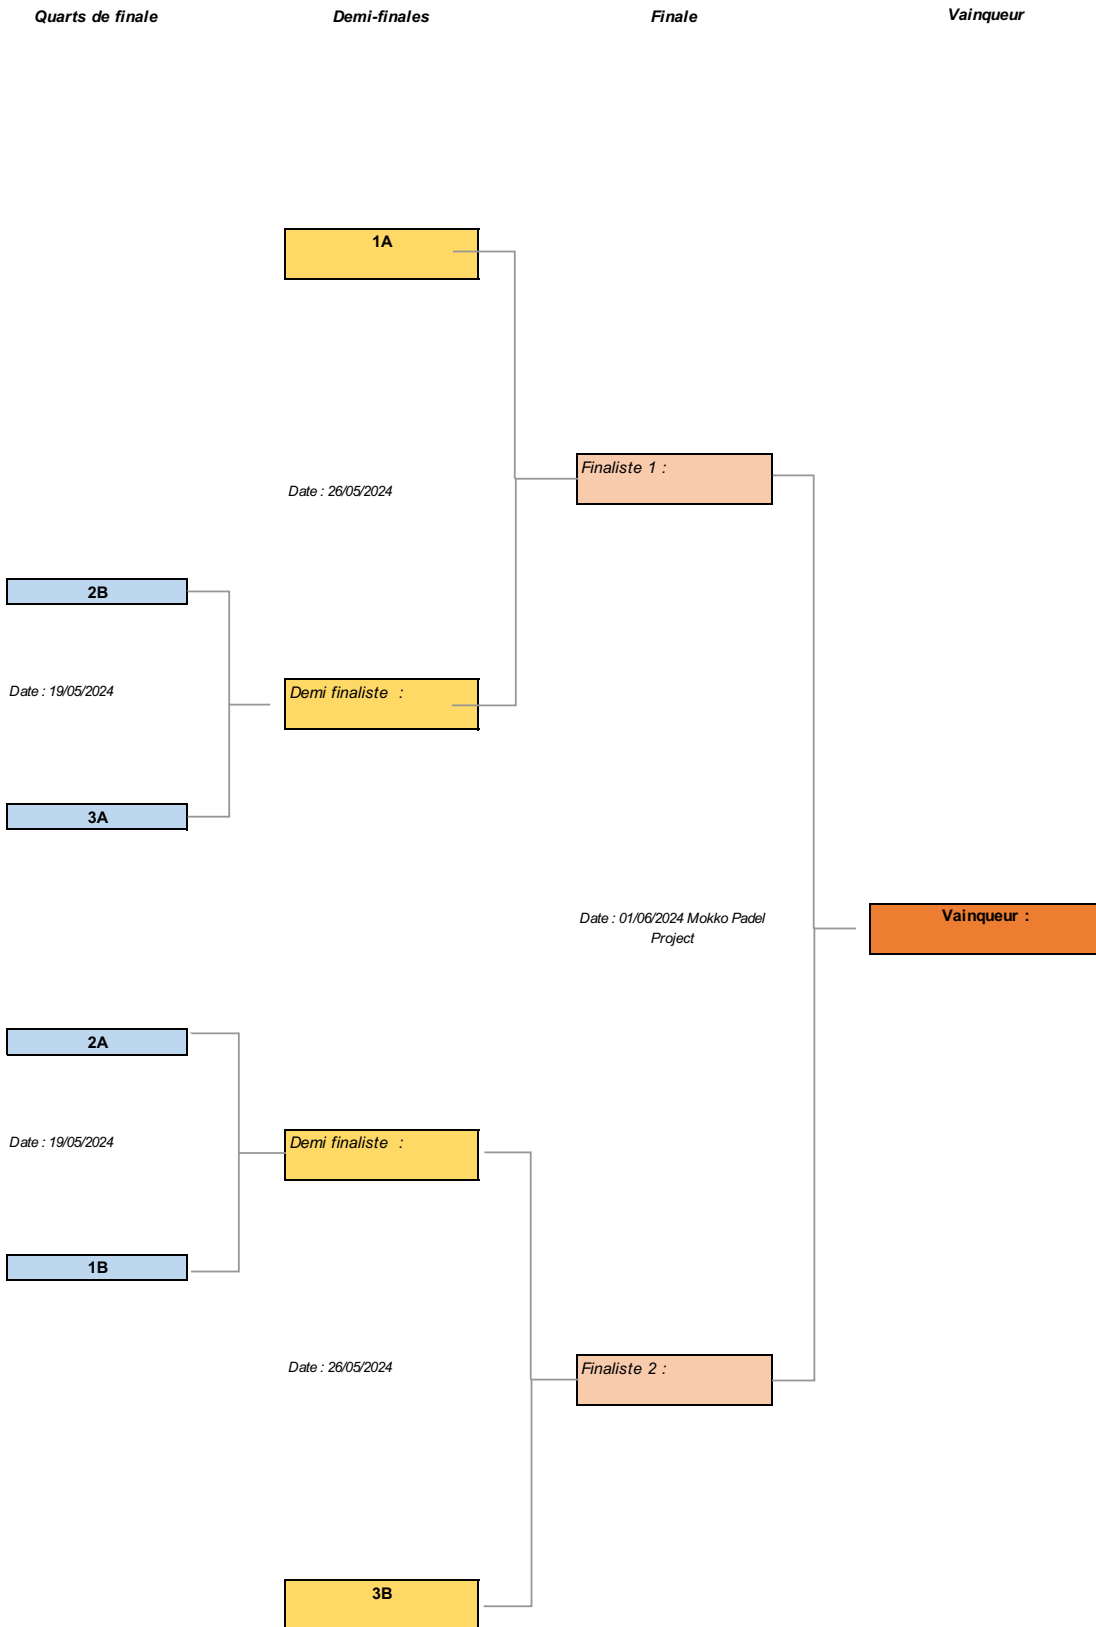 Quarts de finale
Demi-finales
Finale
Vainqueur
1A
Finaliste 1 :
Date : 26/05/2024
2B
Date : 19/05/2024
Demi finaliste :
3A
Date : 01/06/2024 Mokko Padel
Project
Vainqueur :
2A
Date : 19/05/2024
Demi finaliste :
1B
Date : 26/05/2024
Finaliste 2 :
3B